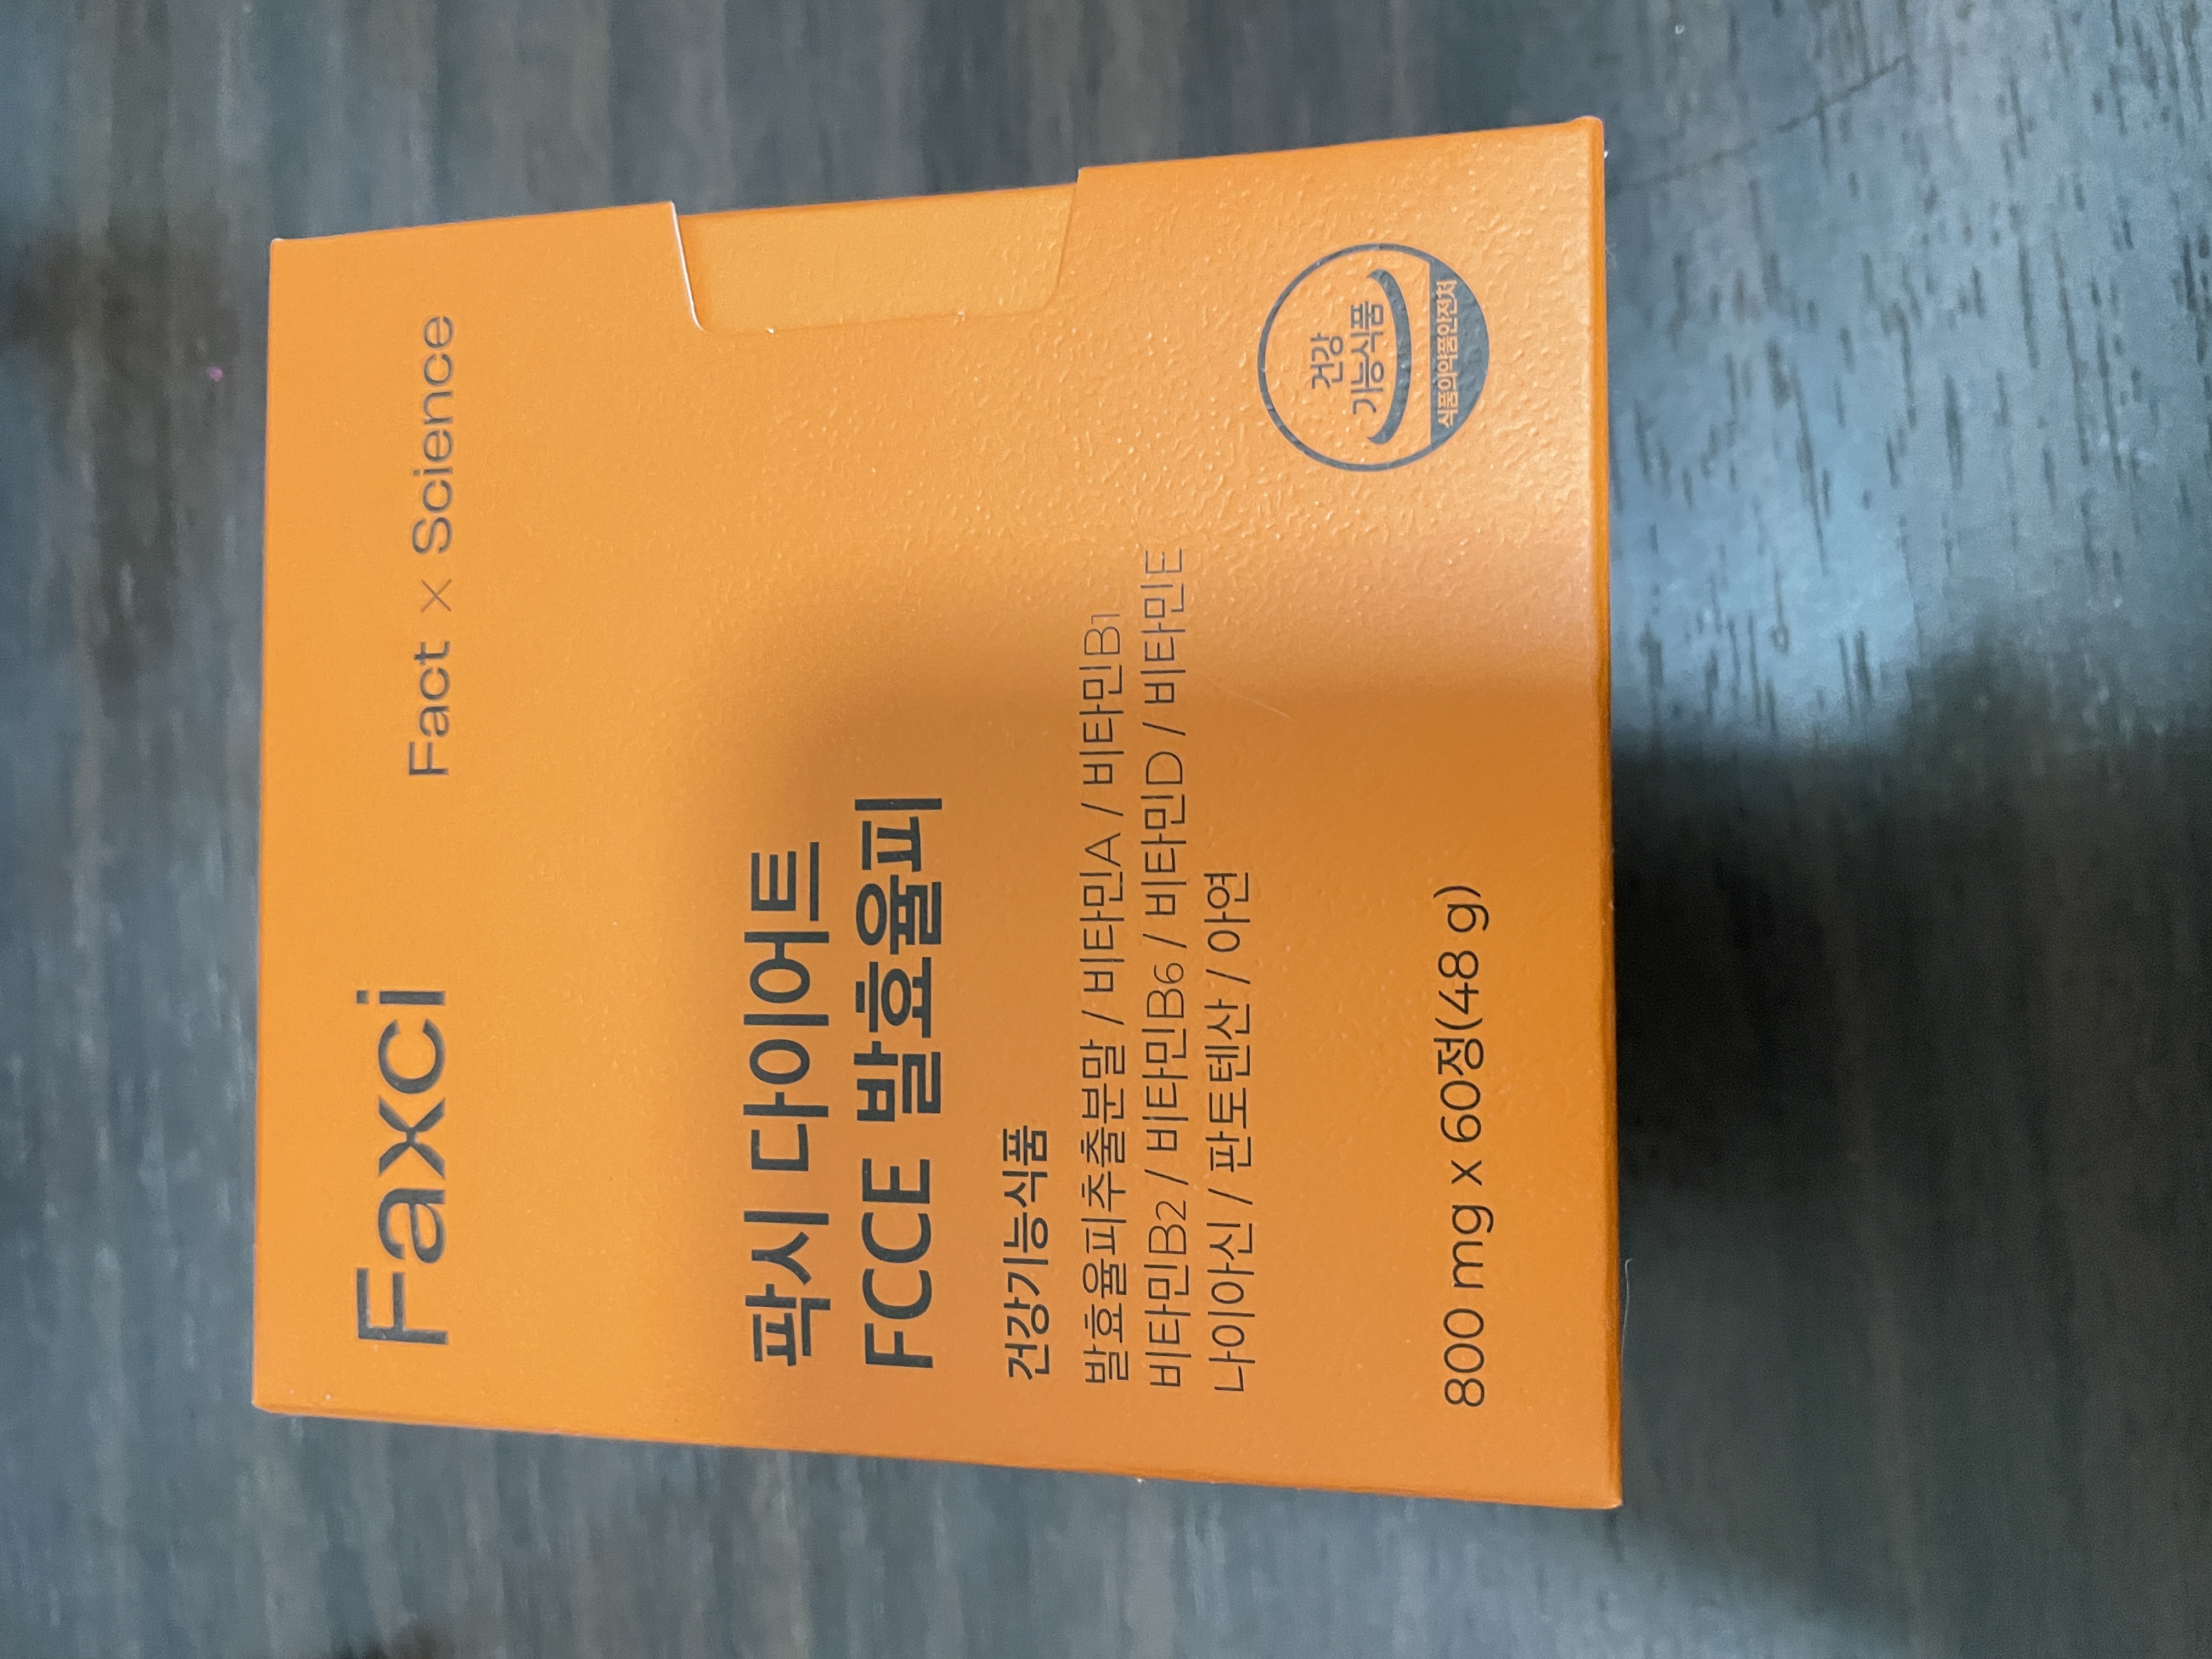 Faxci
Fact x Science
팍시 다이어트
FCCE 발효율피
건강기능식품
발효율피추출분말 / 비타민A / 비타민B1
비타민B2 / 비타민B6 / 비타민D / 비타민E
나이아신 / 판토텐산 / 아연
800 mg x 60정(48 g)
건강
기능식품
식품의약품안전처